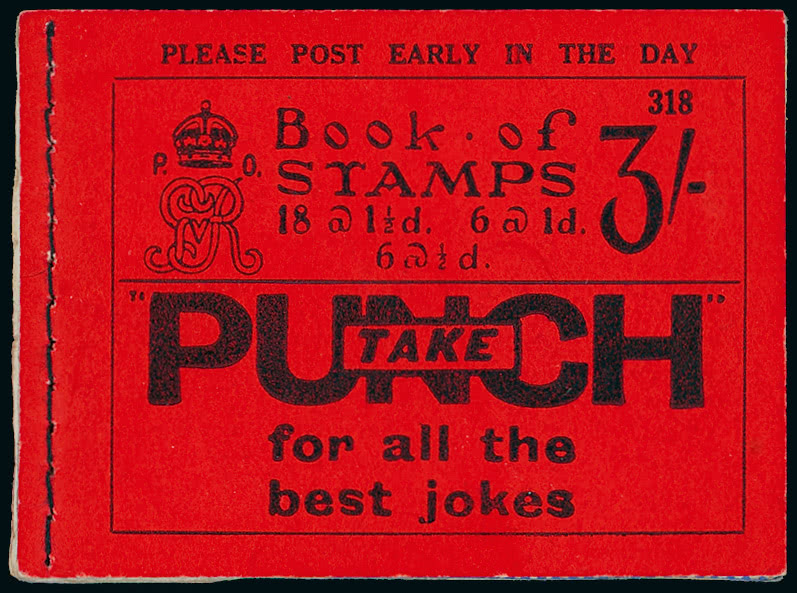 PLEASE POST EARLY IN THE DAY
318
Book · of
STAMPS
3/-
P. O.
GRV
18 @ 1½d. 6 @ 1d.
6 @ ½d.
"PUNCH"
TAKE
for all the
best jokes